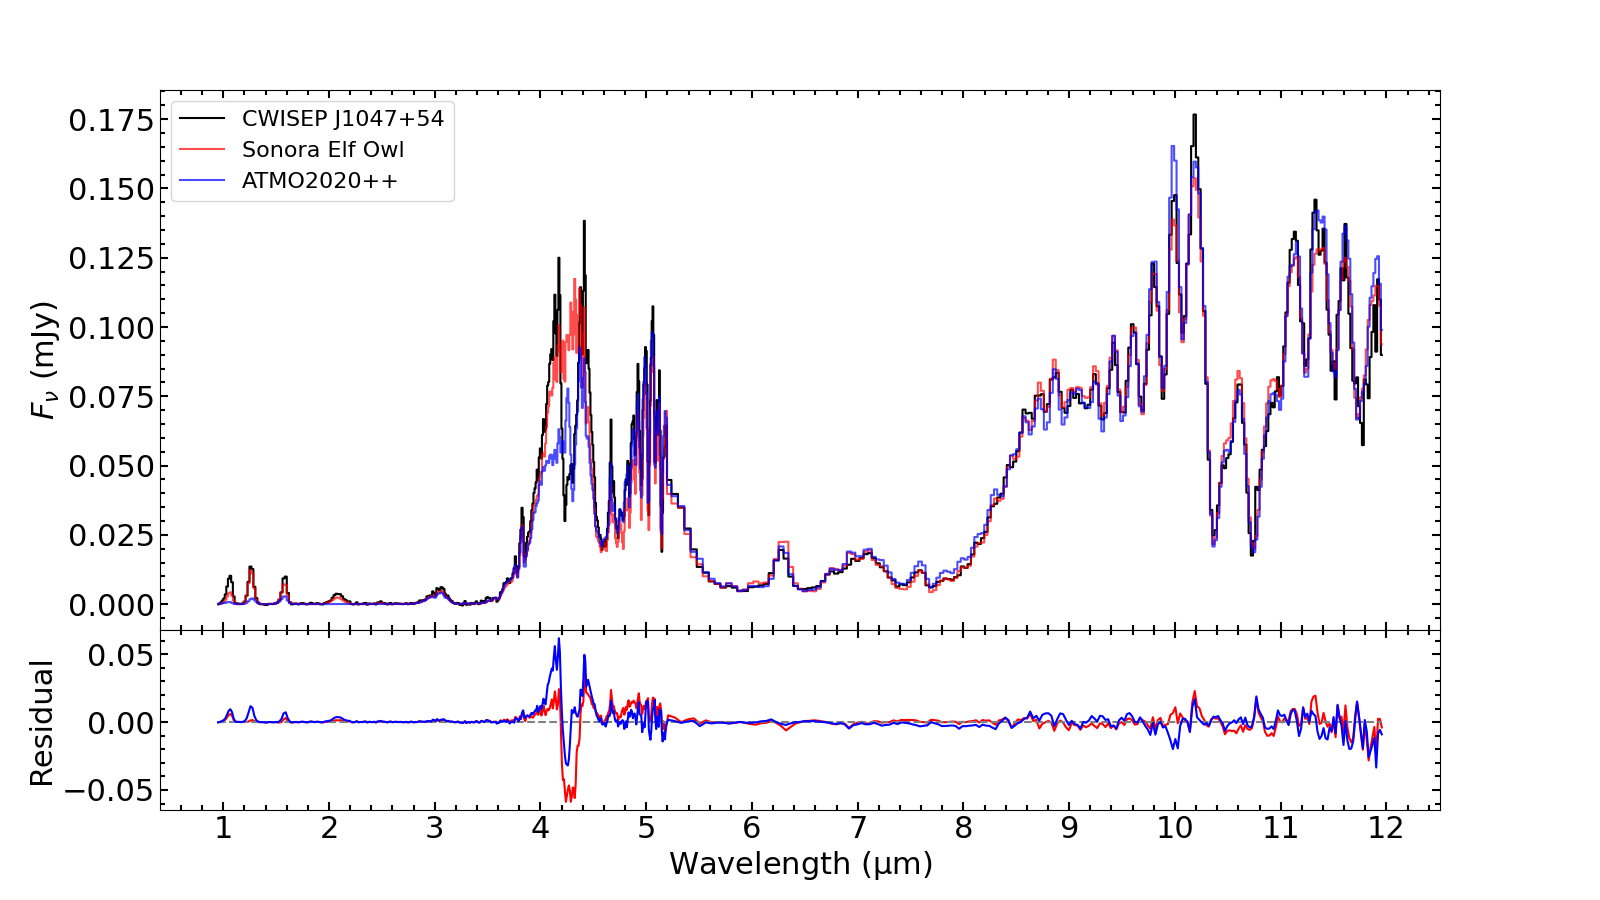 CWISEP J1047+54
Sonora Elf Owl
ATMO2020++
0.175
0.150
0.125
0.100
0.075
0.050
0.025
0.000
Fν (mJy)
0.05
0.00
−0.05
Residual
1 2 3 4 5 6 7 8 9 10 11 12
Wavelength (μm)